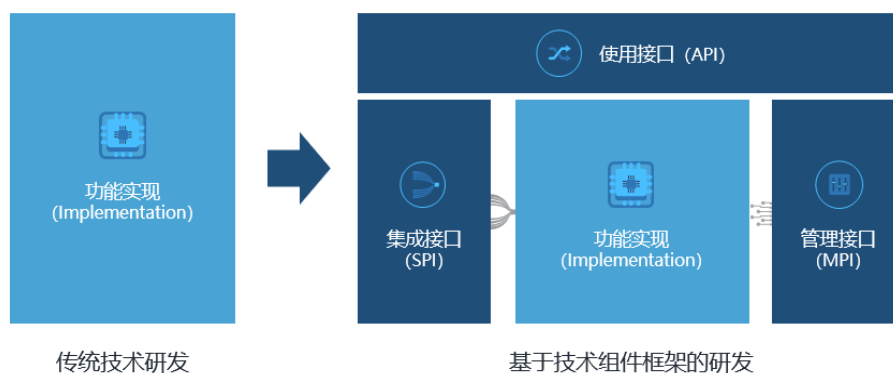 使用接口（API）
功能实现
(Implementation)
集成接口
(SPI)
功能实现
(Implementation)
管理接口
(MPI)
传统技术研发
基于技术组件框架的研发